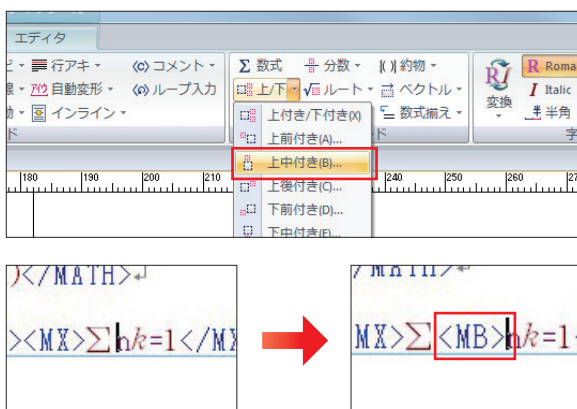 エディタ
行アキ
コメント
数式
分数
約物
Roma
自動変形
ループ入力
上/下
ルート
ベクトル
変換
Italic
インライン
上付き/下付き(X)
数式揃え
半角
上前付き(A)...
ド
字
上中付き(B)...
180 190 200 210 240 250 260
上後付き(C)...
下前付き(D)...
下中付き(E)...
)</MATH>↵
/MATH>↵
><MX>∑nk=1</MX
MX>∑<MB>nk=1